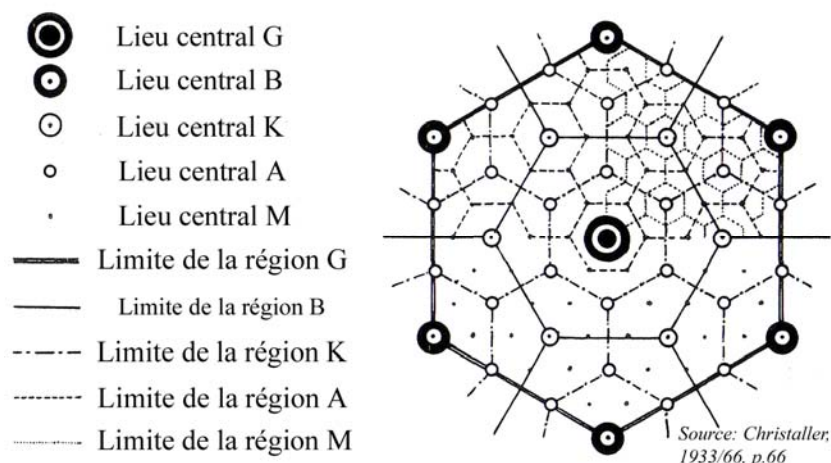 Lieu central G
Lieu central B
Lieu central K
Lieu central A
Lieu central M
Limite de la région G
Limite de la région B
Limite de la région K
Limite de la région A
Limite de la région M
Source: Christaller,
1933/66, p.66